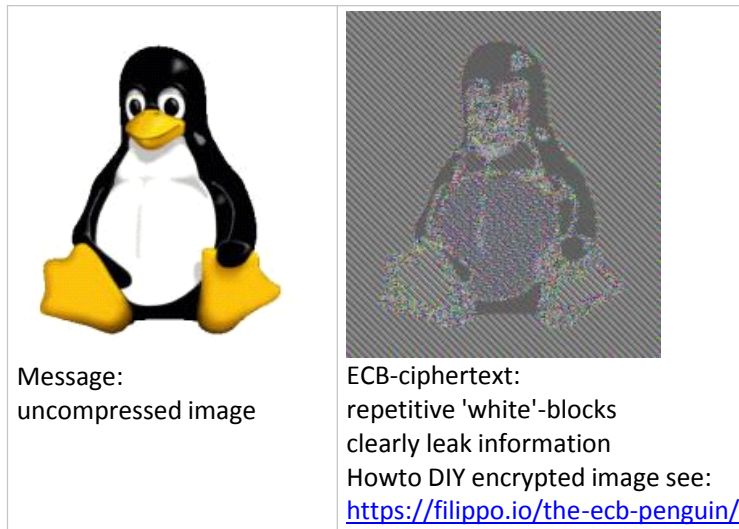 Message:
uncompressed image
ECB-ciphertext:
repetitive 'white'-blocks
clearly leak information
Howto DIY encrypted image see:
https://filippo.io/the-ecb-penguin/